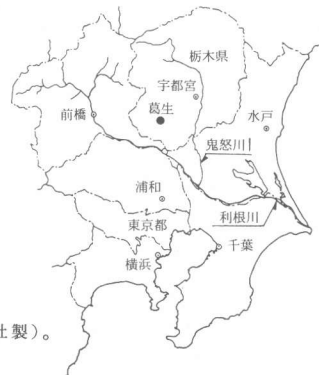 栃木県
宇都宮
葛生
前橋
水戸
鬼怒川
浦和
利根川
東京都
千葉
横浜
社製)。